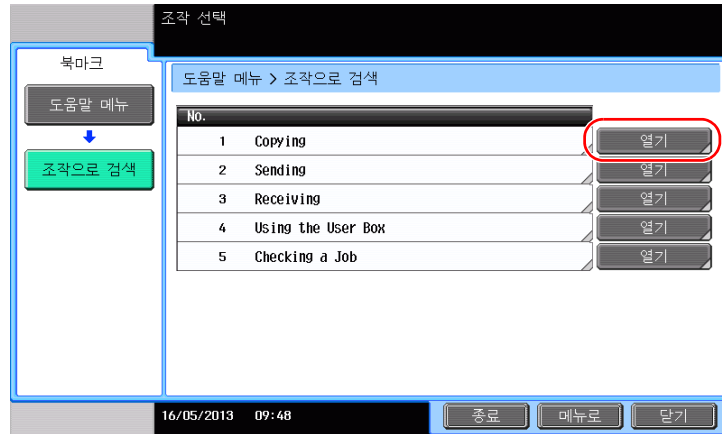 조작 선택
북마크
도움말 메뉴
조작으로 검색
도움말 메뉴 > 조작으로 검색
No.
1 Copying 열기
2 Sending 열기
3 Receiving 열기
4 Using the User Box 열기
5 Checking a Job 열기
16/05/2013 09:48
종료 메뉴로 닫기